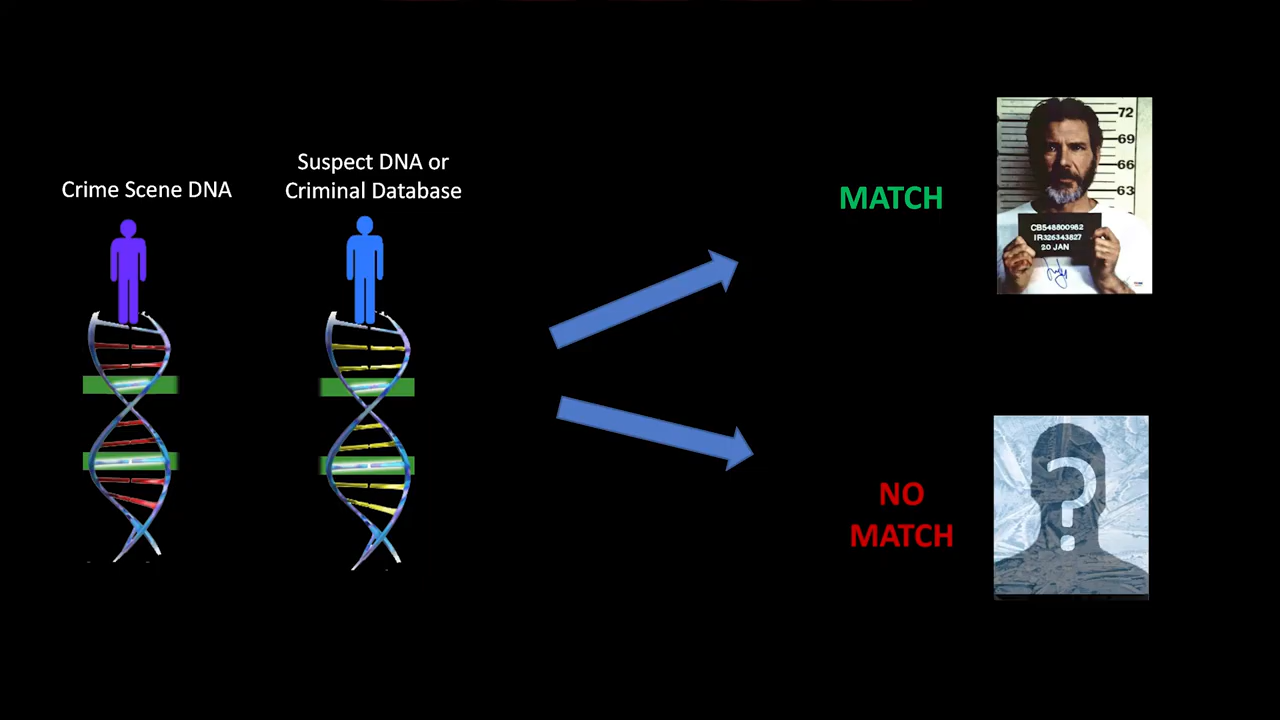 Crime Scene DNA
Suspect DNA or
Criminal Database
MATCH
72
69
66
63
CB548800982
IR326343827
20 JAN
NO
MATCH
?